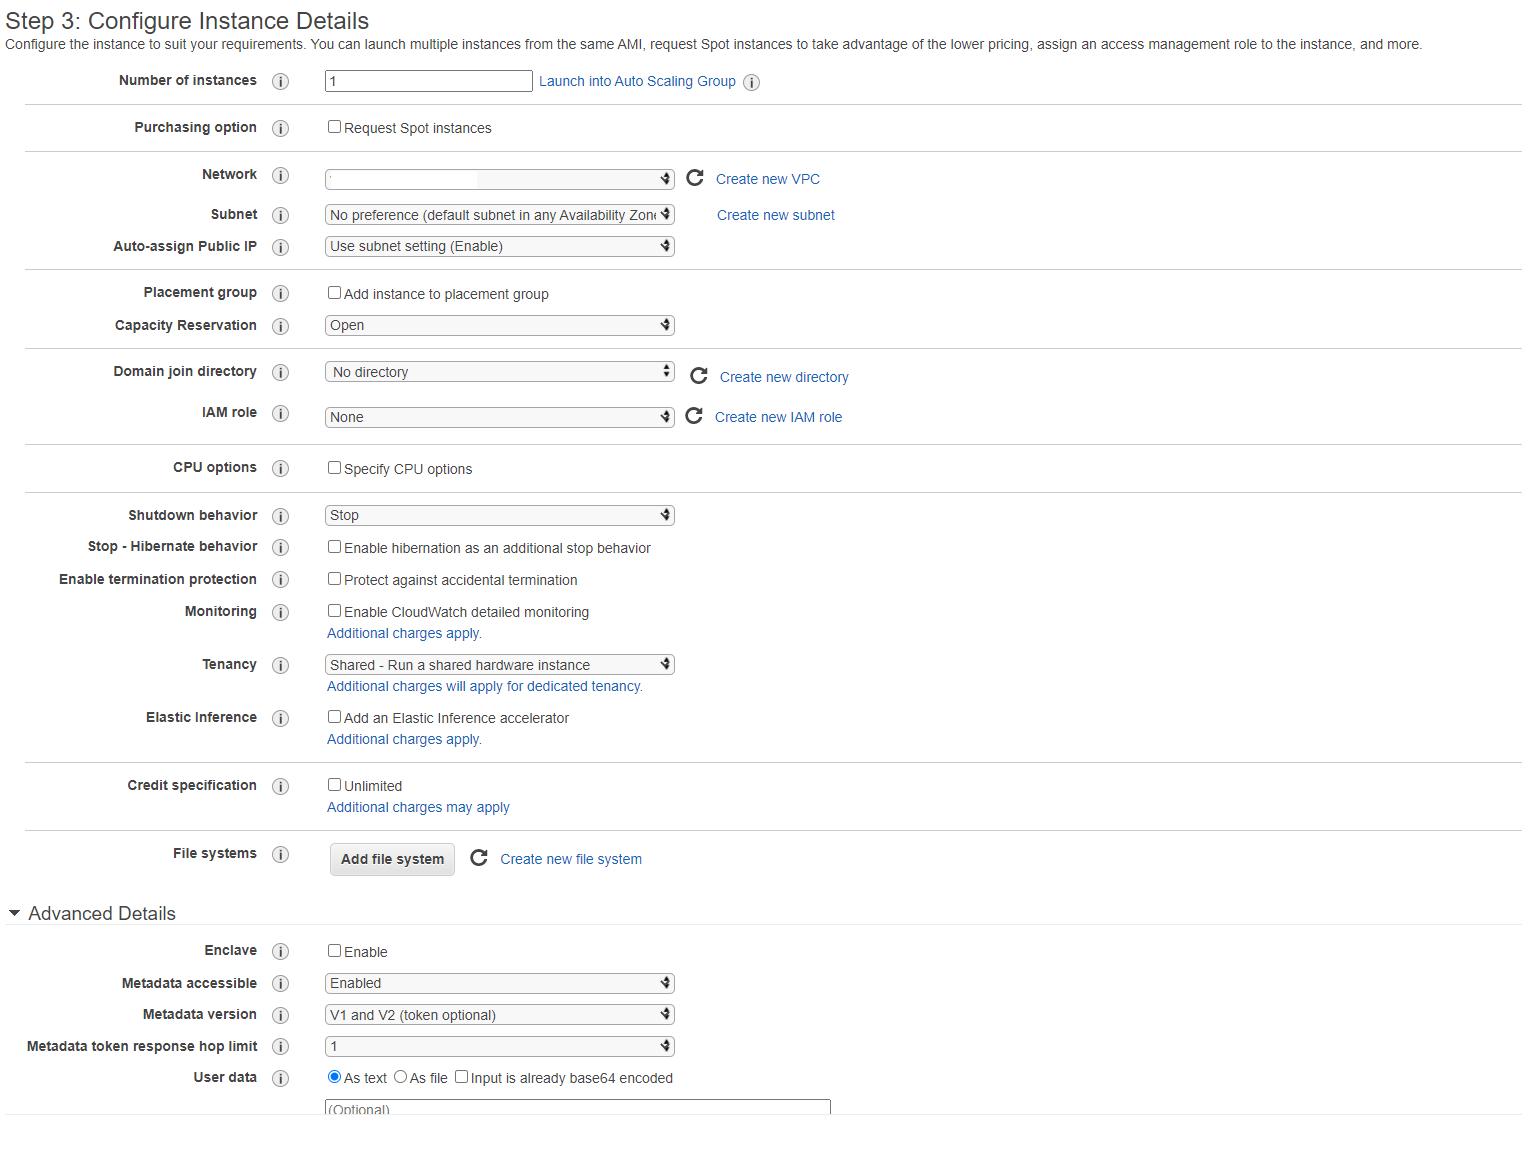 Step 3: Configure Instance Details
Configure the instance to suit your requirements. You can launch multiple instances from the same AMI, request Spot instances to take advantage of the lower pricing, assign an access management role to the instance, and more.
Number of instances i 1 Launch into Auto Scaling Group i
Purchasing option i Request Spot instances
Network i Create new VPC
Subnet i No preference (default subnet in any Availability Zone Create new subnet
Auto-assign Public IP i Use subnet setting (Enable)
Placement group i Add instance to placement group
Capacity Reservation i Open
Domain join directory i No directory Create new directory
IAM role i None Create new IAM role
CPU options i Specify CPU options
Shutdown behavior i Stop
Stop - Hibernate behavior i Enable hibernation as an additional stop behavior
Enable termination protection i Protect against accidental termination
Monitoring i Enable CloudWatch detailed monitoring
Additional charges apply.
Tenancy i Shared - Run a shared hardware instance
Additional charges will apply for dedicated tenancy.
Elastic Inference i Add an Elastic Inference accelerator
Additional charges apply.
Credit specification i Unlimited
Additional charges may apply
File systems i Add file system Create new file system
Advanced Details
Enclave i Enable
Metadata accessible i Enabled
Metadata version i V1 and V2 (token optional)
Metadata token response hop limit i 1
User data i As text As file Input is already base64 encoded
(Optional)